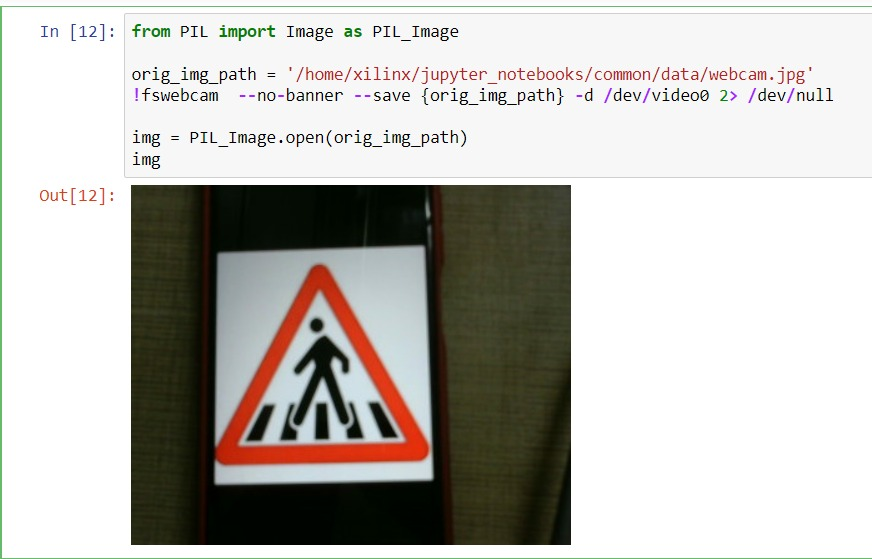 In [12]: from PIL import Image as PIL_Image
orig_img_path = '/home/xilinx/jupyter_notebooks/common/data/webcam.jpg'
!fswebcam  --no-banner --save {orig_img_path} -d /dev/video0 2> /dev/null
img = PIL_Image.open(orig_img_path)
img
Out[12]: